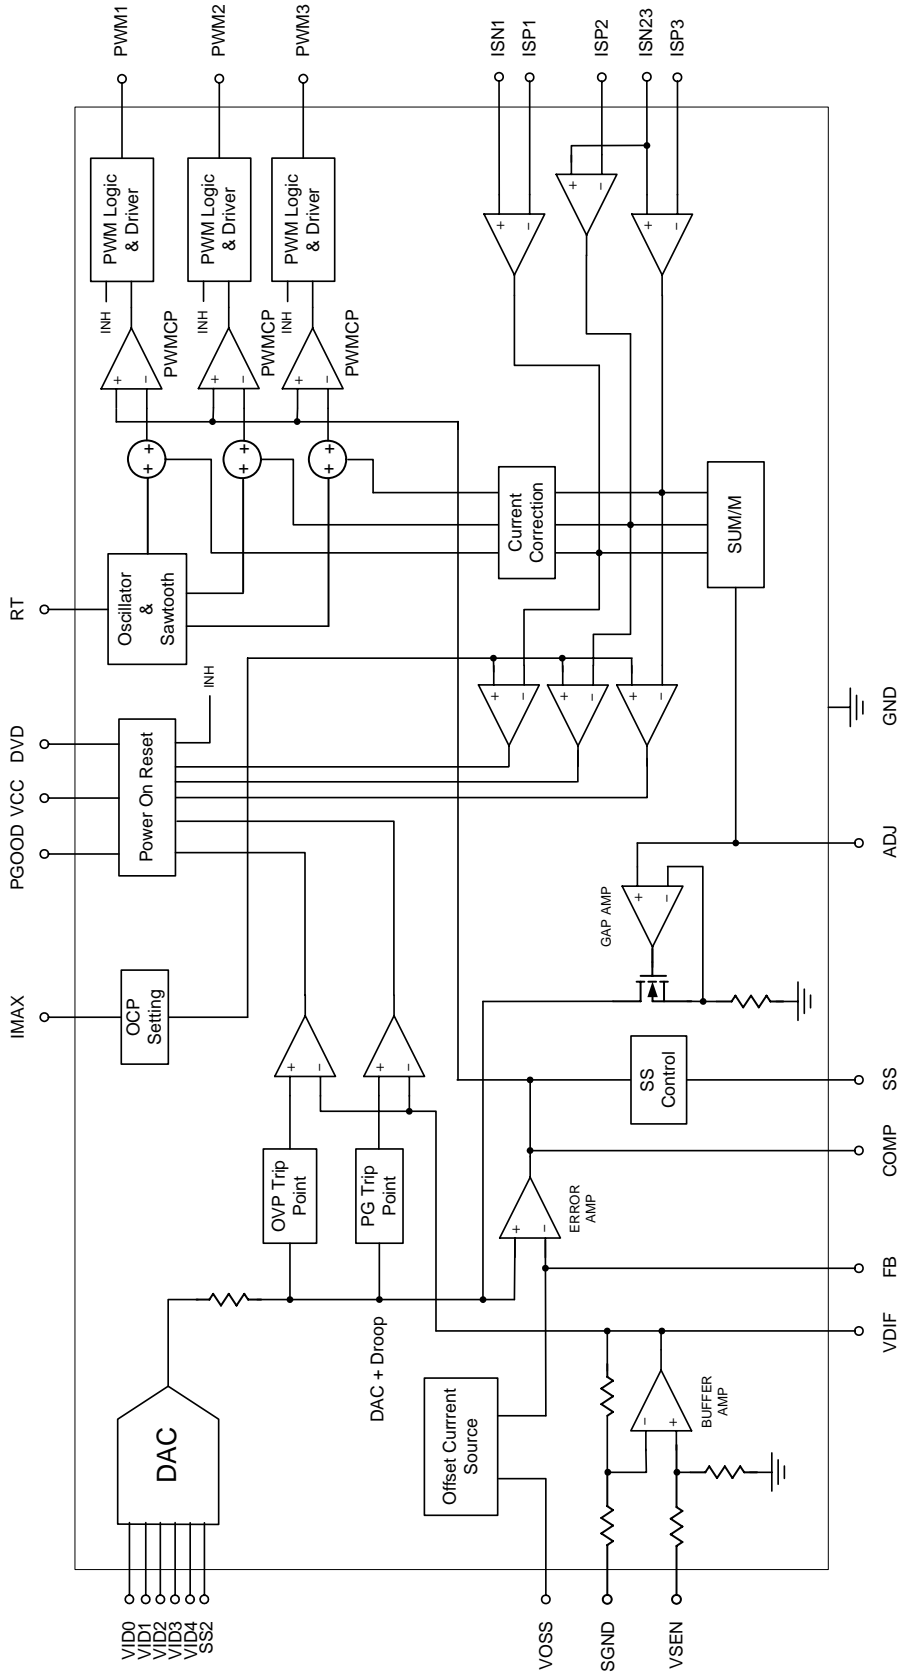 IMAX
PGOOD
VCC
DVD
RT
PWM1
PWM2
PWM3
ISN1
ISP1
ISP2
ISN23
ISP3
VID0
VID1
VID2
VID3
VID4
SS2
DAC
OCP
Setting
Power On Reset
INH
Oscillator
&
Sawtooth
+
+
+
+
+
+
+
−
PWMCP
INH
PWM Logic
& Driver
+
−
PWMCP
INH
PWM Logic
& Driver
+
−
PWMCP
INH
PWM Logic
& Driver
OVP Trip
Point
+
−
PG Trip
Point
+
−
DAC + Droop
Offset Currrent
Source
+
−
ERROR
AMP
−
+
BUFFER
AMP
SS
Control
GAP AMP
+
−
+
−
+
−
+
−
Current
Correction
SUM/M
+
−
+
−
+
−
VOSS
SGND
VSEN
VDIF
FB
COMP
SS
ADJ
GND